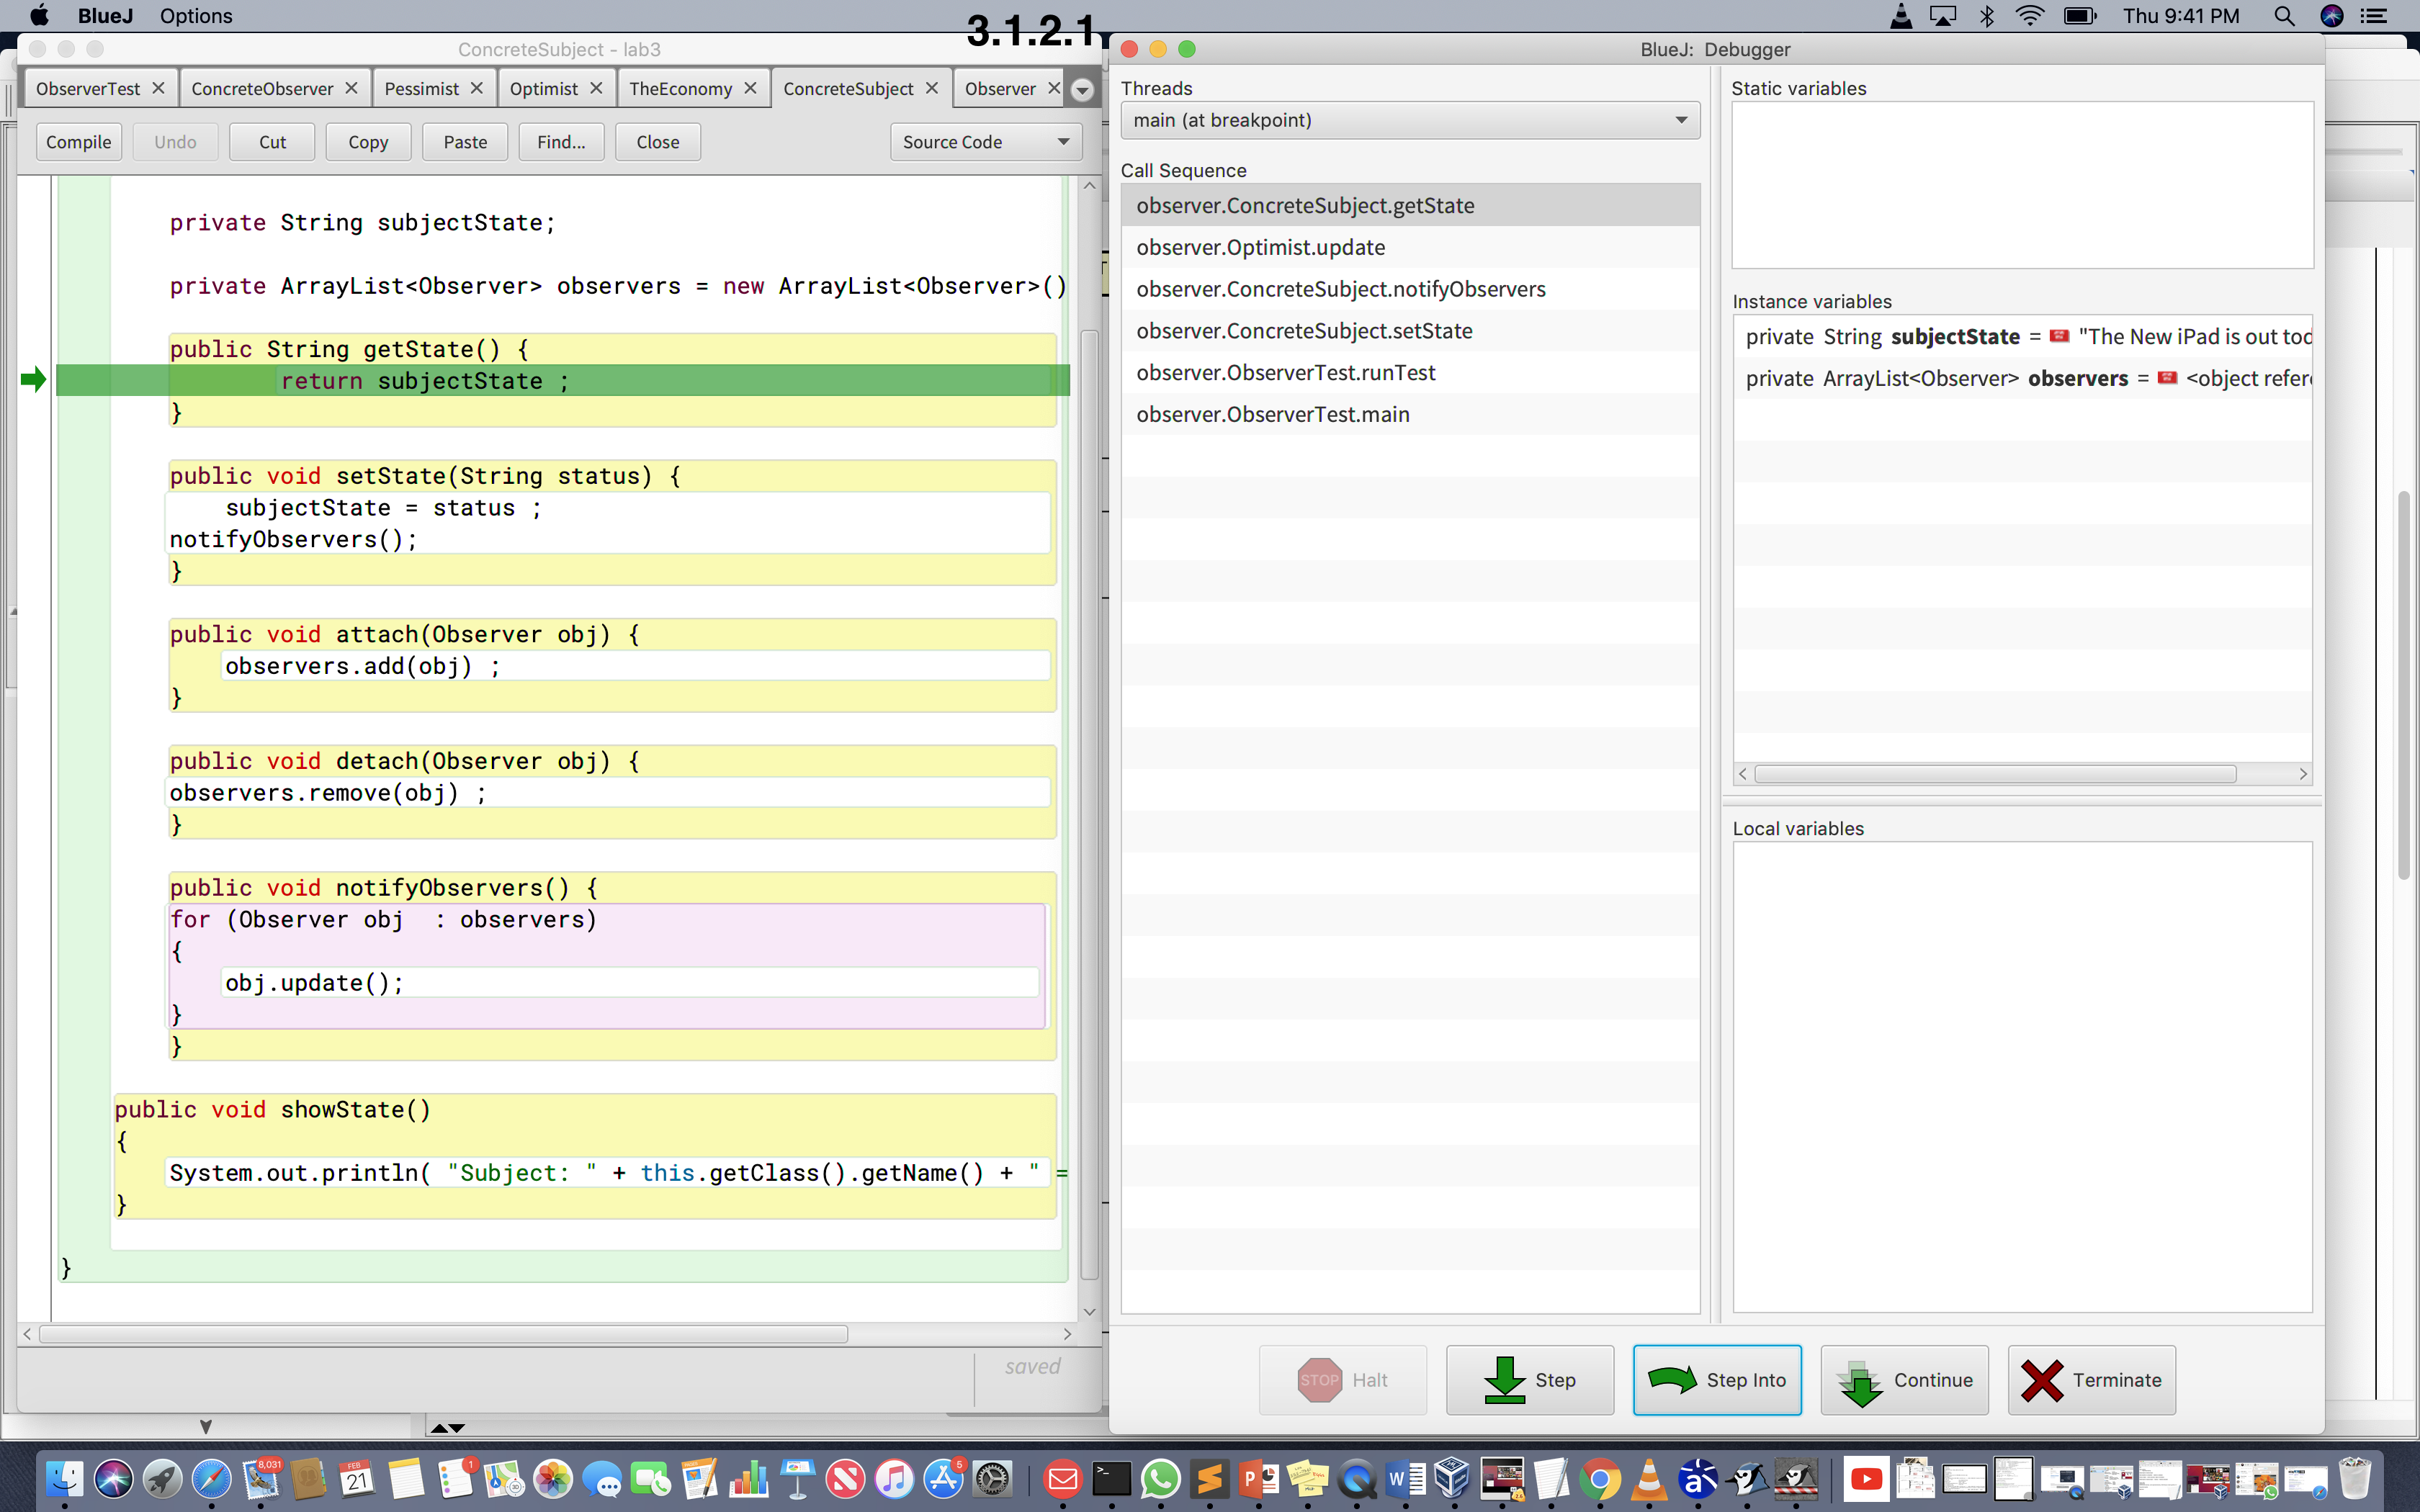 BlueJ Options
3.1.2.1
Thu 9:41 PM
ConcreteSubject - lab3
ObserverTest ConcreteObserver Pessimist Optimist TheEconomy ConcreteSubject Observer
Compile Undo Cut Copy Paste Find... Close Source Code
private String subjectState;
private ArrayList<Observer> observers = new ArrayList<Observer>()
public String getState() {
return subjectState ;
}
public void setState(String status) {
subjectState = status ;
notifyObservers();
}
public void attach(Observer obj) {
observers.add(obj) ;
}
public void detach(Observer obj) {
observers.remove(obj) ;
}
public void notifyObservers() {
for (Observer obj  : observers)
{
obj.update();
}
}
public void showState()
{
System.out.println( "Subject: " + this.getClass().getName() + " =
}
}
saved
BlueJ: Debugger
Threads
main (at breakpoint)
Call Sequence
observer.ConcreteSubject.getState
observer.Optimist.update
observer.ConcreteSubject.notifyObservers
observer.ConcreteSubject.setState
observer.ObserverTest.runTest
observer.ObserverTest.main
Static variables
Instance variables
private String subjectState = "The New iPad is out tod
private ArrayList<Observer> observers = <object refer
Local variables
STOP Halt Step Step Into Continue Terminate
8,031
FEB
21
1
5